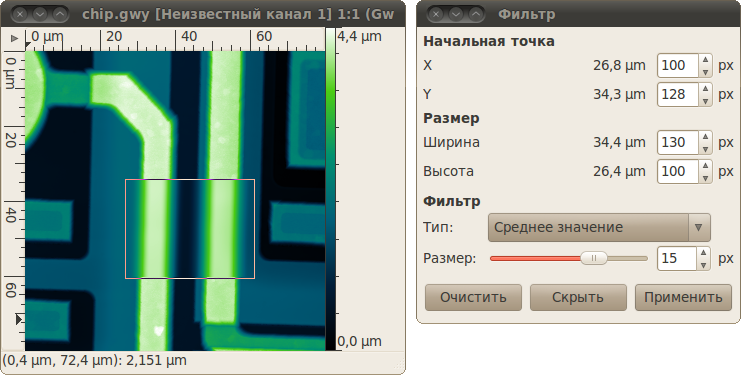 chip.gwy [Неизвестный канал 1] 1:1 (Gw
0 µm 20 40 60
4,4 µm
0 µm
20
40
60
0,0 µm
(0,4 µm, 72,4 µm): 2,151 µm
Фильтр
Начальная точка
X 26,8 µm 100 px
Y 34,3 µm 128 px
Размер
Ширина 34,4 µm 130 px
Высота 26,4 µm 100 px
Фильтр
Тип: Среднее значение
Размер: 15 px
Очистить Скрыть Применить